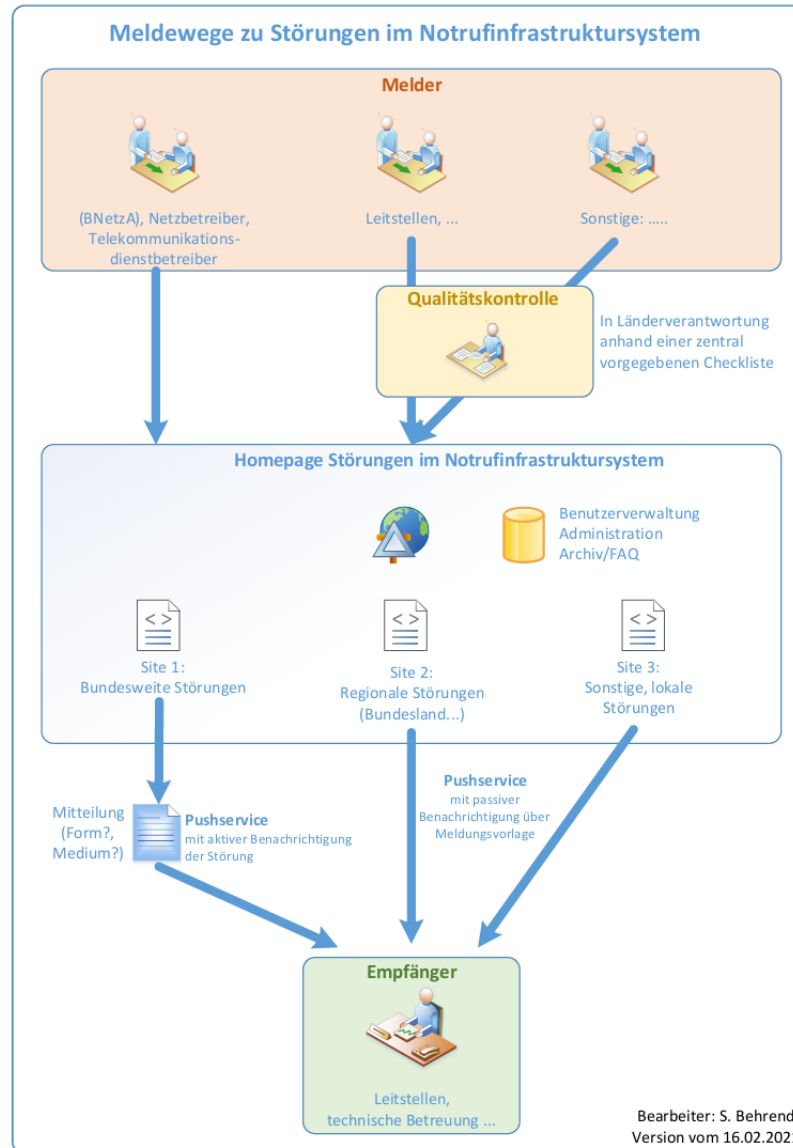 Meldewege zu Störungen im Notrufinfrastruktursystem
Melder
(BNetzA), Netzbetreiber,
Telekommunikations-
dienstbetreiber
Leitstellen, ...
Sonstige: .....
Qualitätskontrolle
In Länderverantwortung
anhand einer zentral
vorgegebenen Checkliste
Homepage Störungen im Notrufinfrastruktursystem
Benutzerverwaltung
Administration
Archiv/FAQ
Site 1:
Bundesweite Störungen
Site 2:
Regionale Störungen
(Bundesland...)
Site 3:
Sonstige, lokale
Störungen
Mitteilung
(Form?,
Medium?)
Pushservice
mit aktiver Benachrichtigung
der Störung
Pushservice
mit passiver
Benachrichtigung über
Meldungsvorlage
Empfänger
Leitstellen,
technische Betreuung ...
Bearbeiter: S. Behrend
Version vom